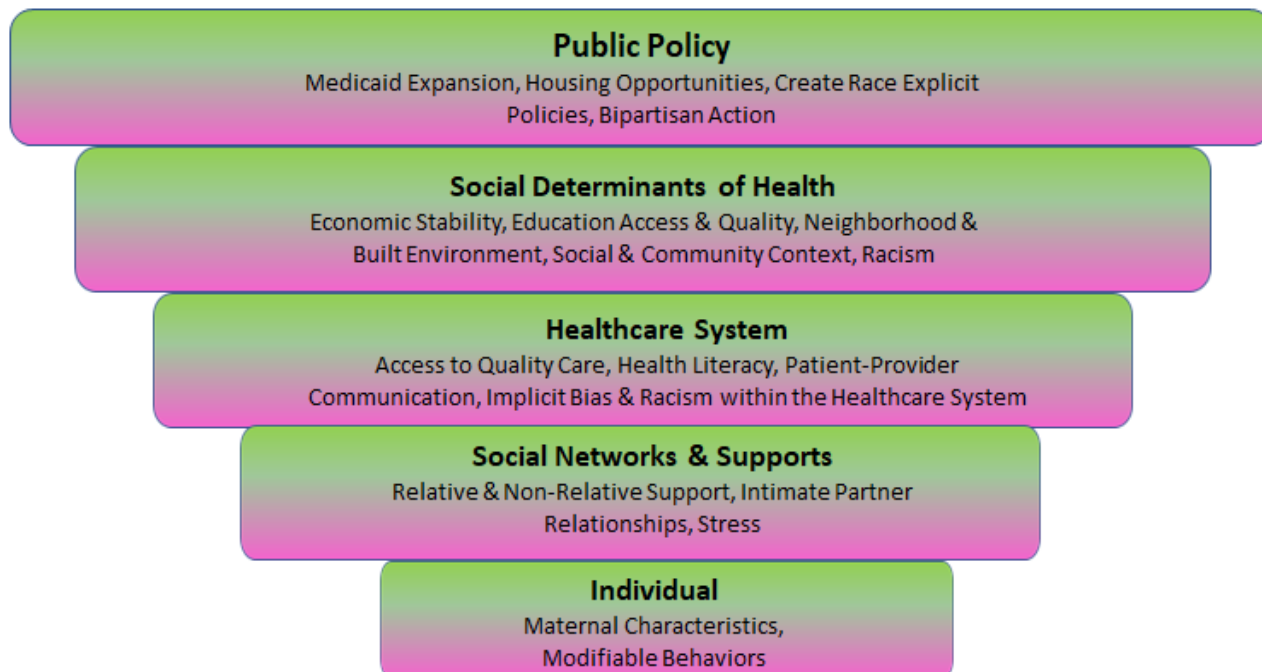 Public Policy
Medicaid Expansion, Housing Opportunities, Create Race Explicit
Policies, Bipartisan Action
Social Determinants of Health
Economic Stability, Education Access & Quality, Neighborhood &
Built Environment, Social & Community Context, Racism
Healthcare System
Access to Quality Care, Health Literacy, Patient-Provider
Communication, Implicit Bias & Racism within the Healthcare System
Social Networks & Supports
Relative & Non-Relative Support, Intimate Partner
Relationships, Stress
Individual
Maternal Characteristics,
Modifiable Behaviors